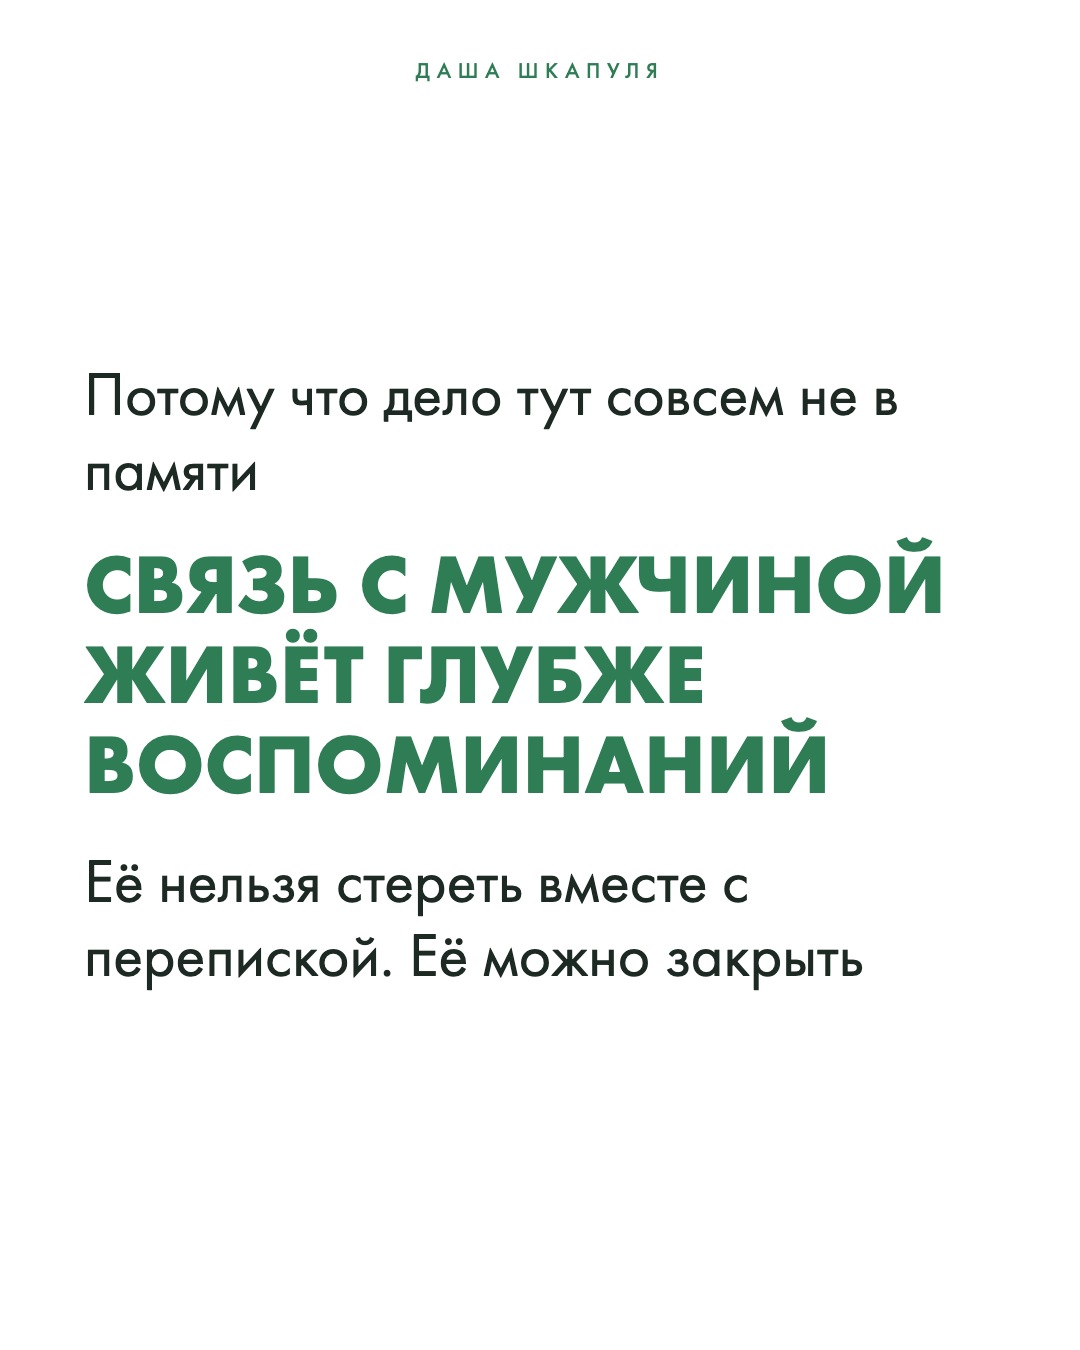 ДАША ШКАПУЛЯ
Потому что дело тут совсем не в
памяти
СВЯЗЬ С МУЖЧИНОЙ
ЖИВЁТ ГЛУБЖЕ
ВОСПОМИНАНИЙ
Её нельзя стереть вместе с
перепиской. Её можно закрыть